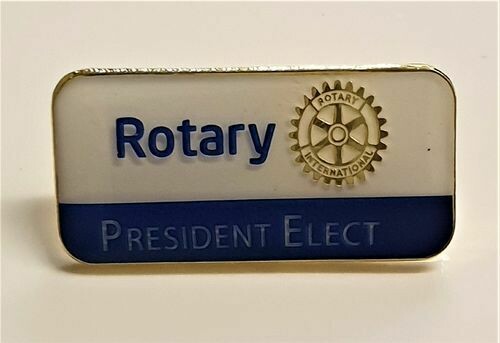 Rotary
ROTARY
INTERNATIONAL
PRESIDENT ELECT